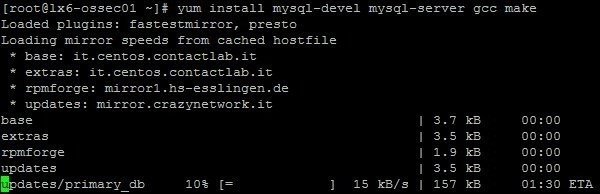 [root@lx6-ossec01 ~]# yum install mysql-devel mysql-server gcc make
Loaded plugins: fastestmirror, presto
Loading mirror speeds from cached hostfile
 * base: it.centos.contactlab.it
 * extras: it.centos.contactlab.it
 * rpmforge: mirror1.hs-esslingen.de
 * updates: mirror.crazynetwork.it
base | 3.7 kB 00:00
extras | 3.5 kB 00:00
rpmforge | 1.9 kB 00:00
updates | 3.5 kB 00:00
updates/primary_db 10% [= ] 15 kB/s | 157 kB 01:30 ETA